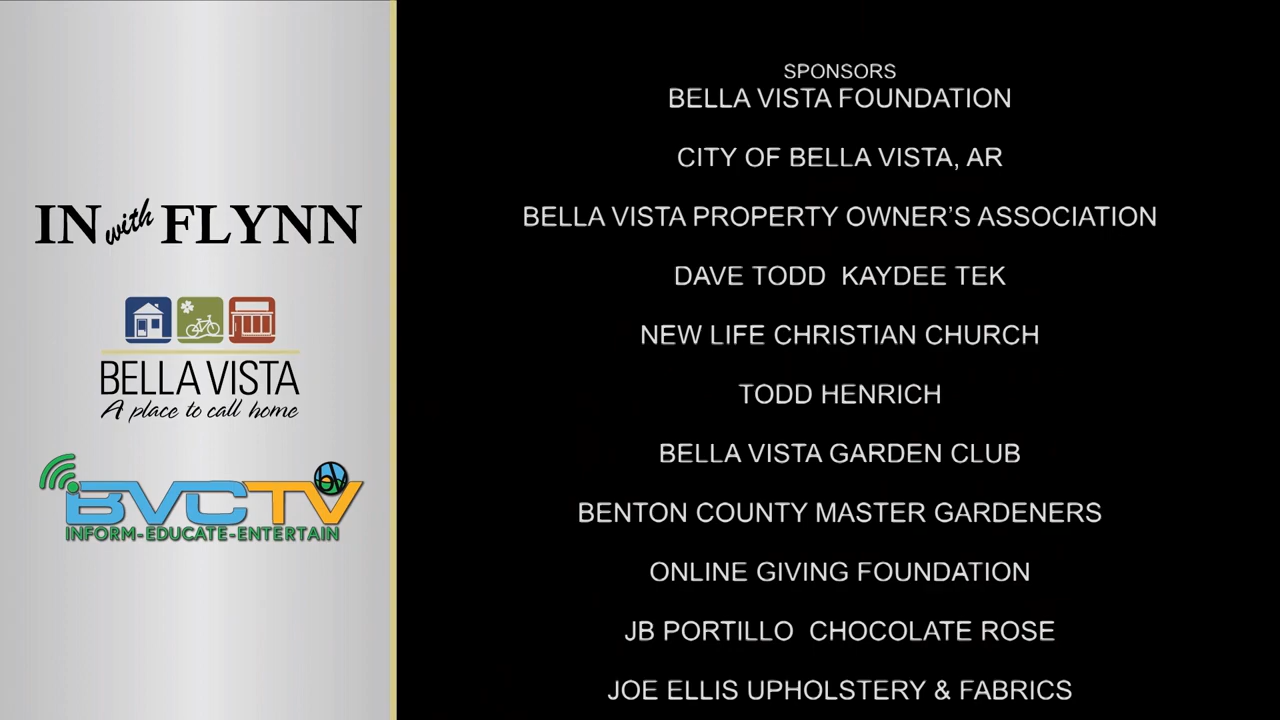 IN with FLYNN
BELLA VISTA
A place to call home
BVCTV
INFORM-EDUCATE-ENTERTAIN
SPONSORS
BELLA VISTA FOUNDATION
CITY OF BELLA VISTA, AR
BELLA VISTA PROPERTY OWNER’S ASSOCIATION
DAVE TODD  KAYDEE TEK
NEW LIFE CHRISTIAN CHURCH
TODD HENRICH
BELLA VISTA GARDEN CLUB
BENTON COUNTY MASTER GARDENERS
ONLINE GIVING FOUNDATION
JB PORTILLO  CHOCOLATE ROSE
JOE ELLIS UPHOLSTERY & FABRICS